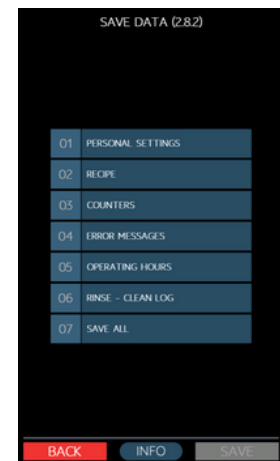 SAVE DATA (2.8.2)
01 PERSONAL SETTINGS
02 RECIPE
03 COUNTERS
04 ERROR MESSAGES
05 OPERATING HOURS
06 RINSE - CLEAN LOG
07 SAVE ALL
BACK INFO SAVE